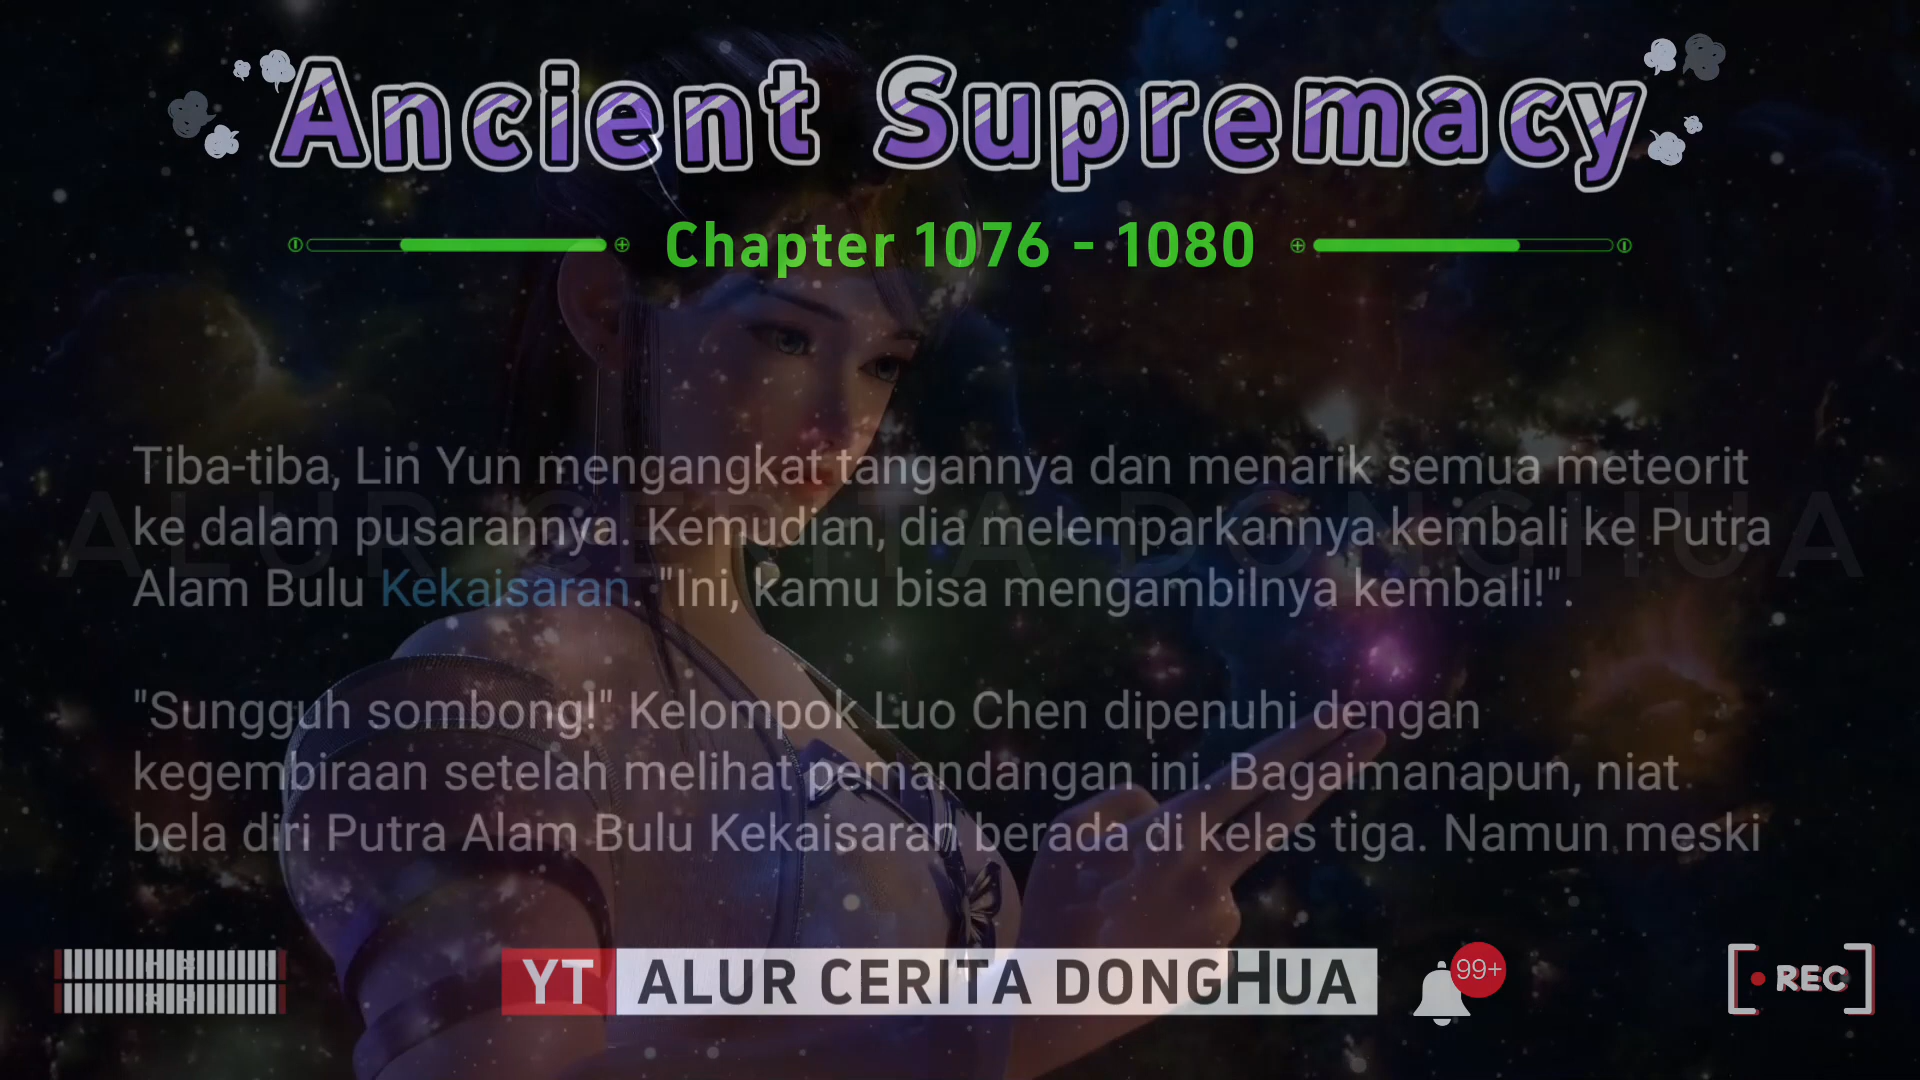 Ancient Supremacy
Chapter 1076 - 1080
Tiba-tiba, Lin Yun mengangkat tangannya dan menarik semua meteorit
ke dalam pusarannya. Kemudian, dia melemparkannya kembali ke Putra
Alam Bulu Kekaisaran. "Ini, kamu bisa mengambilnya kembali!".
ALUR CERITA DONGHUA
"Sungguh sombong!" Kelompok Luo Chen dipenuhi dengan
kegembiraan setelah melihat pemandangan ini. Bagaimanapun, niat
bela diri Putra Alam Bulu Kekaisaran berada di kelas tiga. Namun meski
YT ALUR CERITA DONGHUA
99+
REC